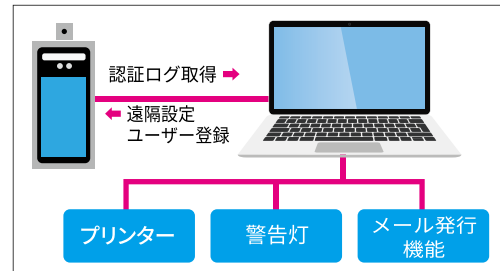 認証ログ取得
遠隔設定
ユーザー登録
プリンター
警告灯
メール発行
機能